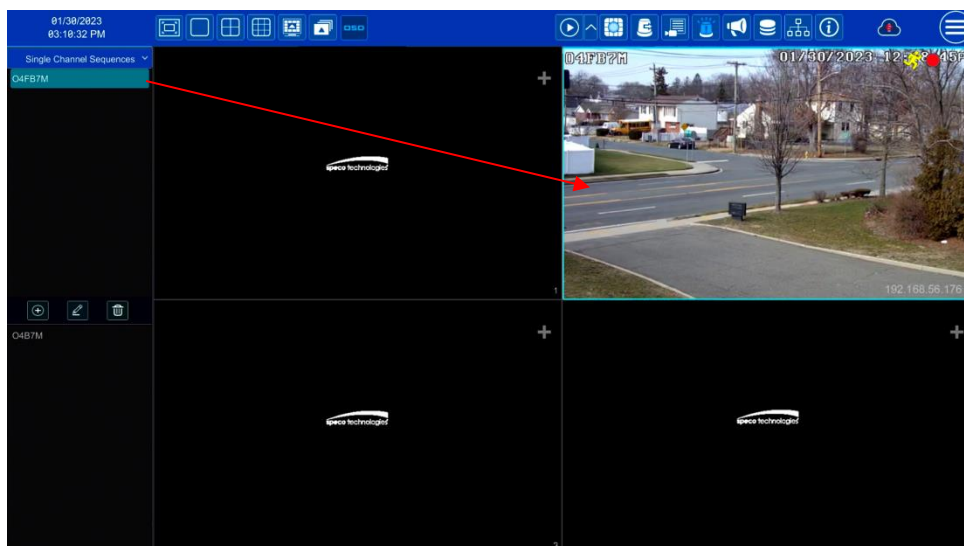 01/30/2023
03:10:32 PM
OSD
Single Channel Sequences
O4FB7M
O4B7M
speco technologies
1
O4FB7M
01/30/2023
192.168.56.176
speco technologies
3
speco technologies